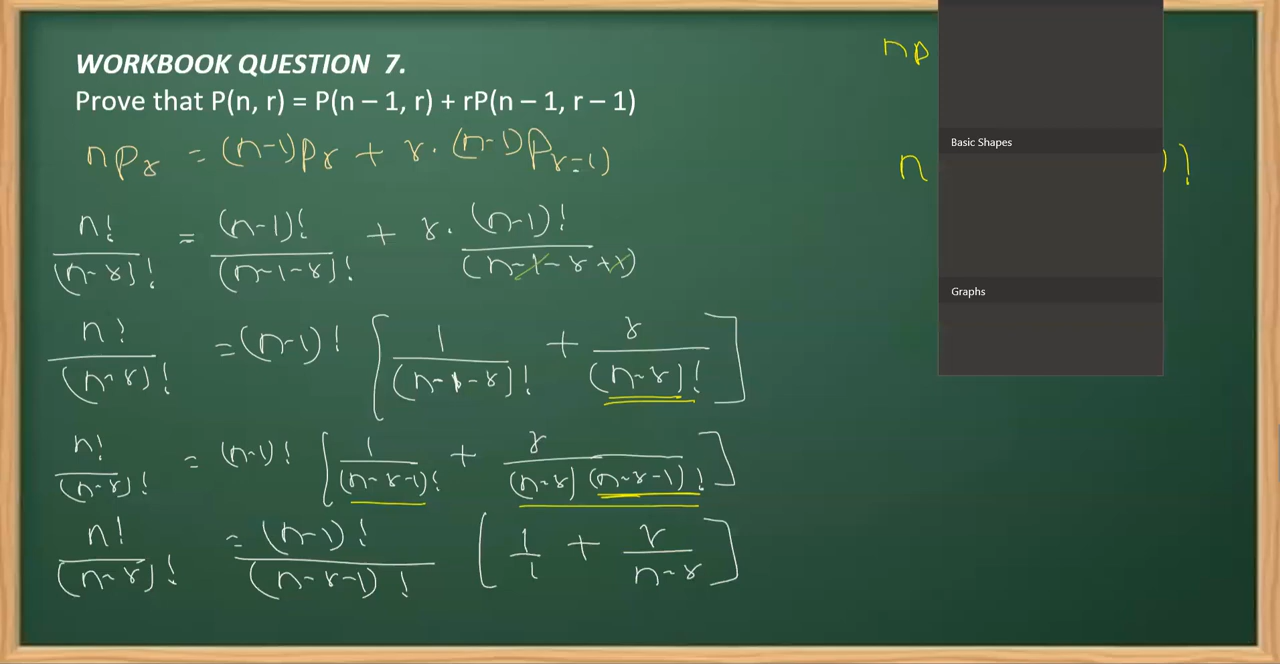 WORKBOOK QUESTION 7.
Prove that P(n, r) = P(n – 1, r) + rP(n – 1, r – 1)
nPr = (n-1)Pr + r. (n-1)Pr-1)
n!/(n-r)! = (n-1)!/(n-1-r)! + r. (n-1)!/(n-1-r+1)
n!/(n-r)! = (n-1)! [1/(n-1-r)! + r/(n-r)!]
n!/(n-r)! = (n-1)! [1/(n-r-1)! + r/(n-r)(n-r-1)!]
n!/(n-r)! = (n-1)!/(n-r-1)! [1/1 + r/n-r]
np
n )!
Basic Shapes
Graphs